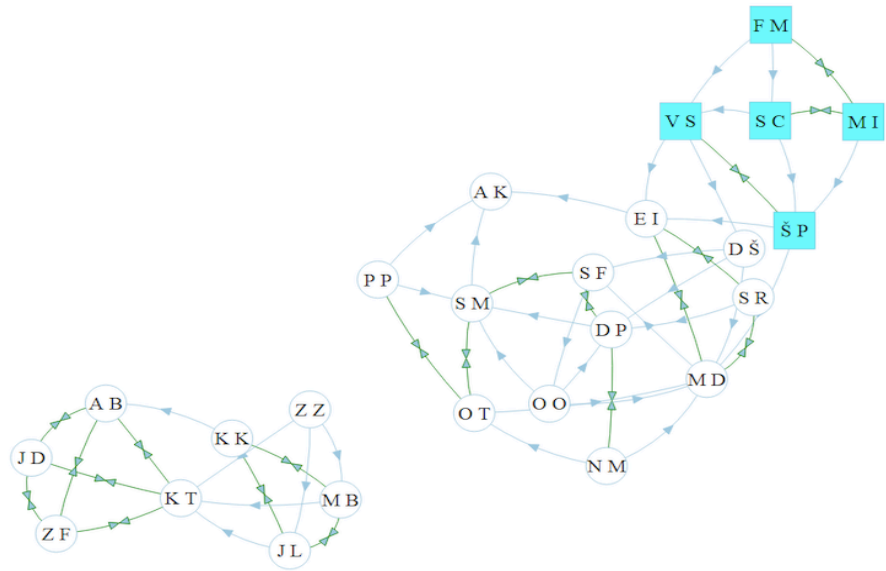 F M
V S
S C
M I
A K
E I
Š P
D Š
P P
S F
S M
S R
D P
M D
O T
O O
N M
A B
Z Z
K K
J D
K T
M B
Z F
J L